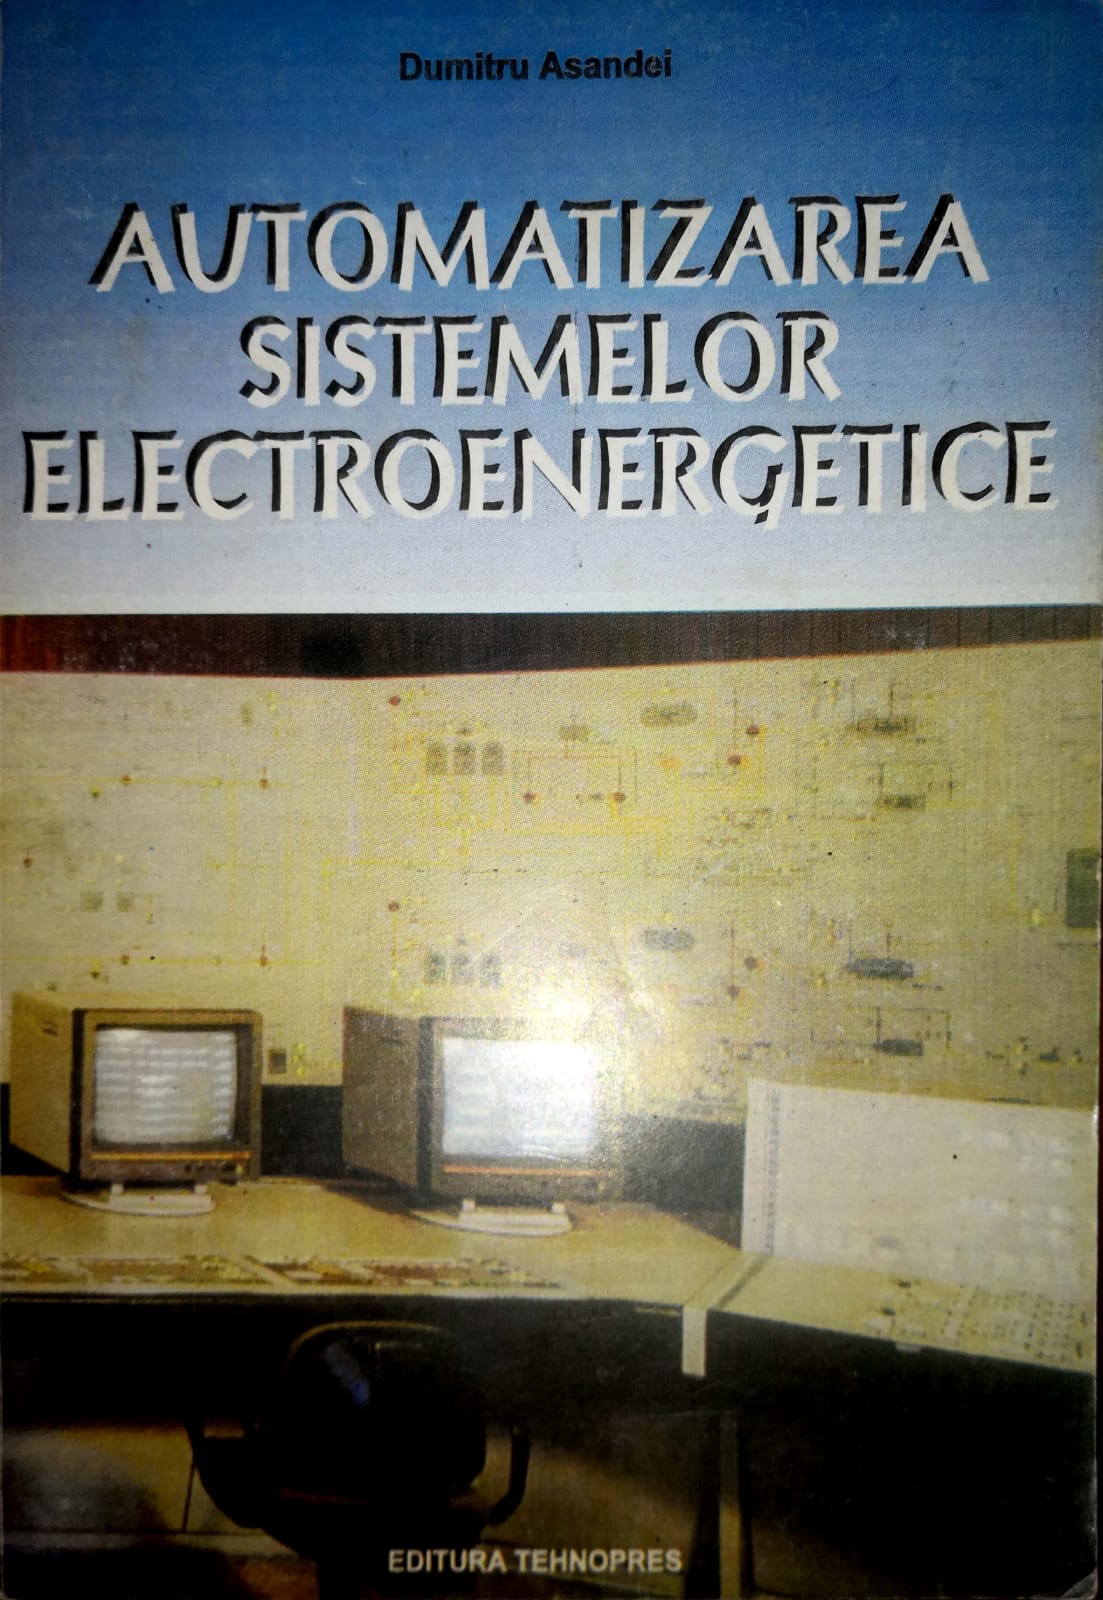 Dumitru Asandei
AUTOMATIZAREA
SISTEMELOR
ELECTROENERGETICE
EDITURA TEHNOPRES